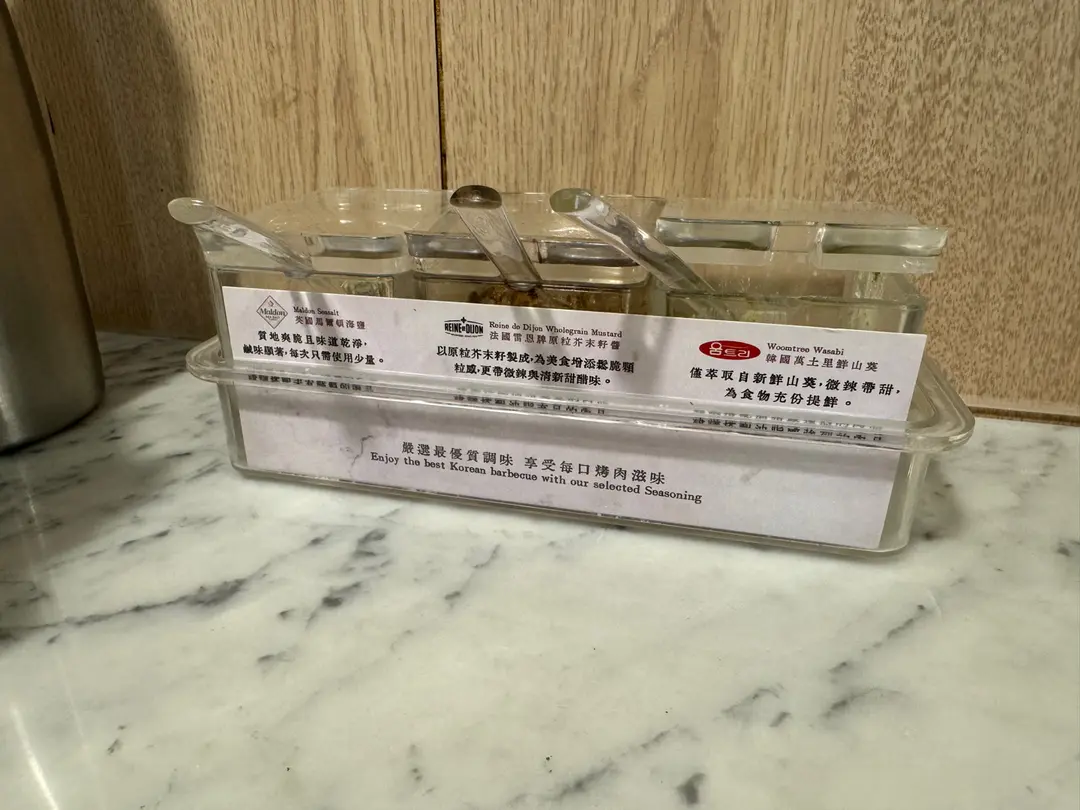 Maldon
Maldon Seasalt
英國馬爾頓海鹽
質地爽脆且味道乾淨，
鹹味顯著，每次只需使用少量。
REINE DIJON
Reine de Dijon Wholegrain Mustard
法國雷恩牌原粒芥末籽醬
以原粒芥末籽製成，為美食增添鬆脆顆
粒感，更帶微辣與清新甜醋味。
움트리
Woomtree Wasabi
韓國萬土里鮮山葵
僅萃取自新鮮山葵，微辣帶甜，
為食物充份提鮮。
嚴選最優質調味 享受每口烤肉滋味
Enjoy the best Korean barbecue with our selected Seasoning